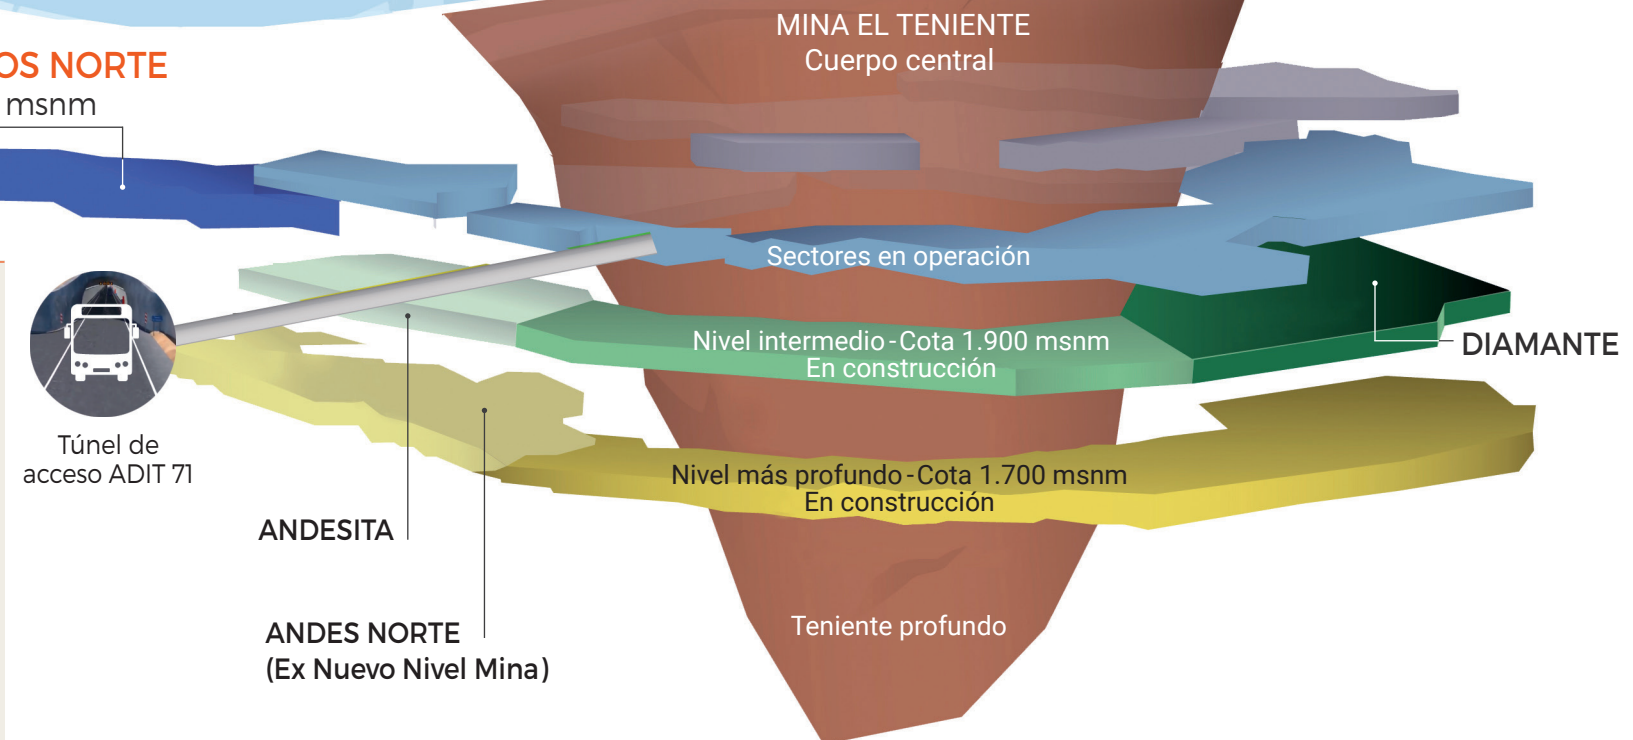 MINA EL TENIENTE
Cuerpo central
OS NORTE
msnm
Sectores en operación
Nivel intermedio - Cota 1.900 msnm
En construcción
DIAMANTE
Túnel de
acceso ADIT 71
Nivel más profundo - Cota 1.700 msnm
En construcción
ANDESITA
ANDES NORTE
(Ex Nuevo Nivel Mina)
Teniente profundo